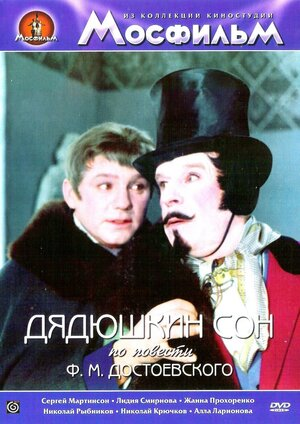 ИЗ КОЛЛЕКЦИИ КИНОСТУДИИ
МОСФИЛЬМ
МОСФИЛЬМ
ДЯДЮШКИН СОН
по повести
Ф. М. ДОСТОЕВСКОГО
Сергей Мартинсон • Лидия Смирнова • Жанна Прохоренко
Николай Рыбников • Николай Крючков • Алла Ларионова
DVD